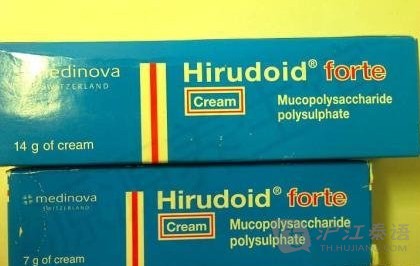 medinova
SWITZERLAND
Hirudoid® forte
Cream
Mucopolysaccharide
polysulphate
14 g of cream
medinova
SWITZERLAND
Hirudoid® forte
Cream
Mucopolysaccharide
polysulphate
7 g of cream
沪江泰语
TH.HUJIANG.COM